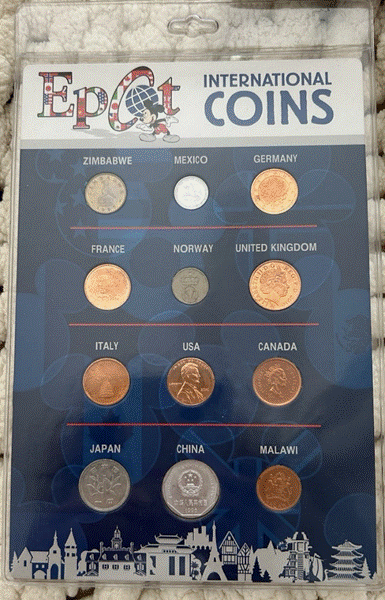 Epcot
INTERNATIONAL
COINS
ZIMBABWE MEXICO GERMANY
FRANCE NORWAY UNITED KINGDOM
ITALY USA CANADA
JAPAN CHINA MALAWI